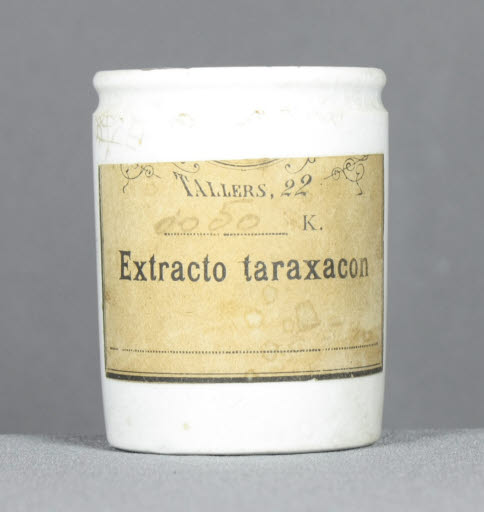 TALLERS, 22
K.
Extracto taraxacon